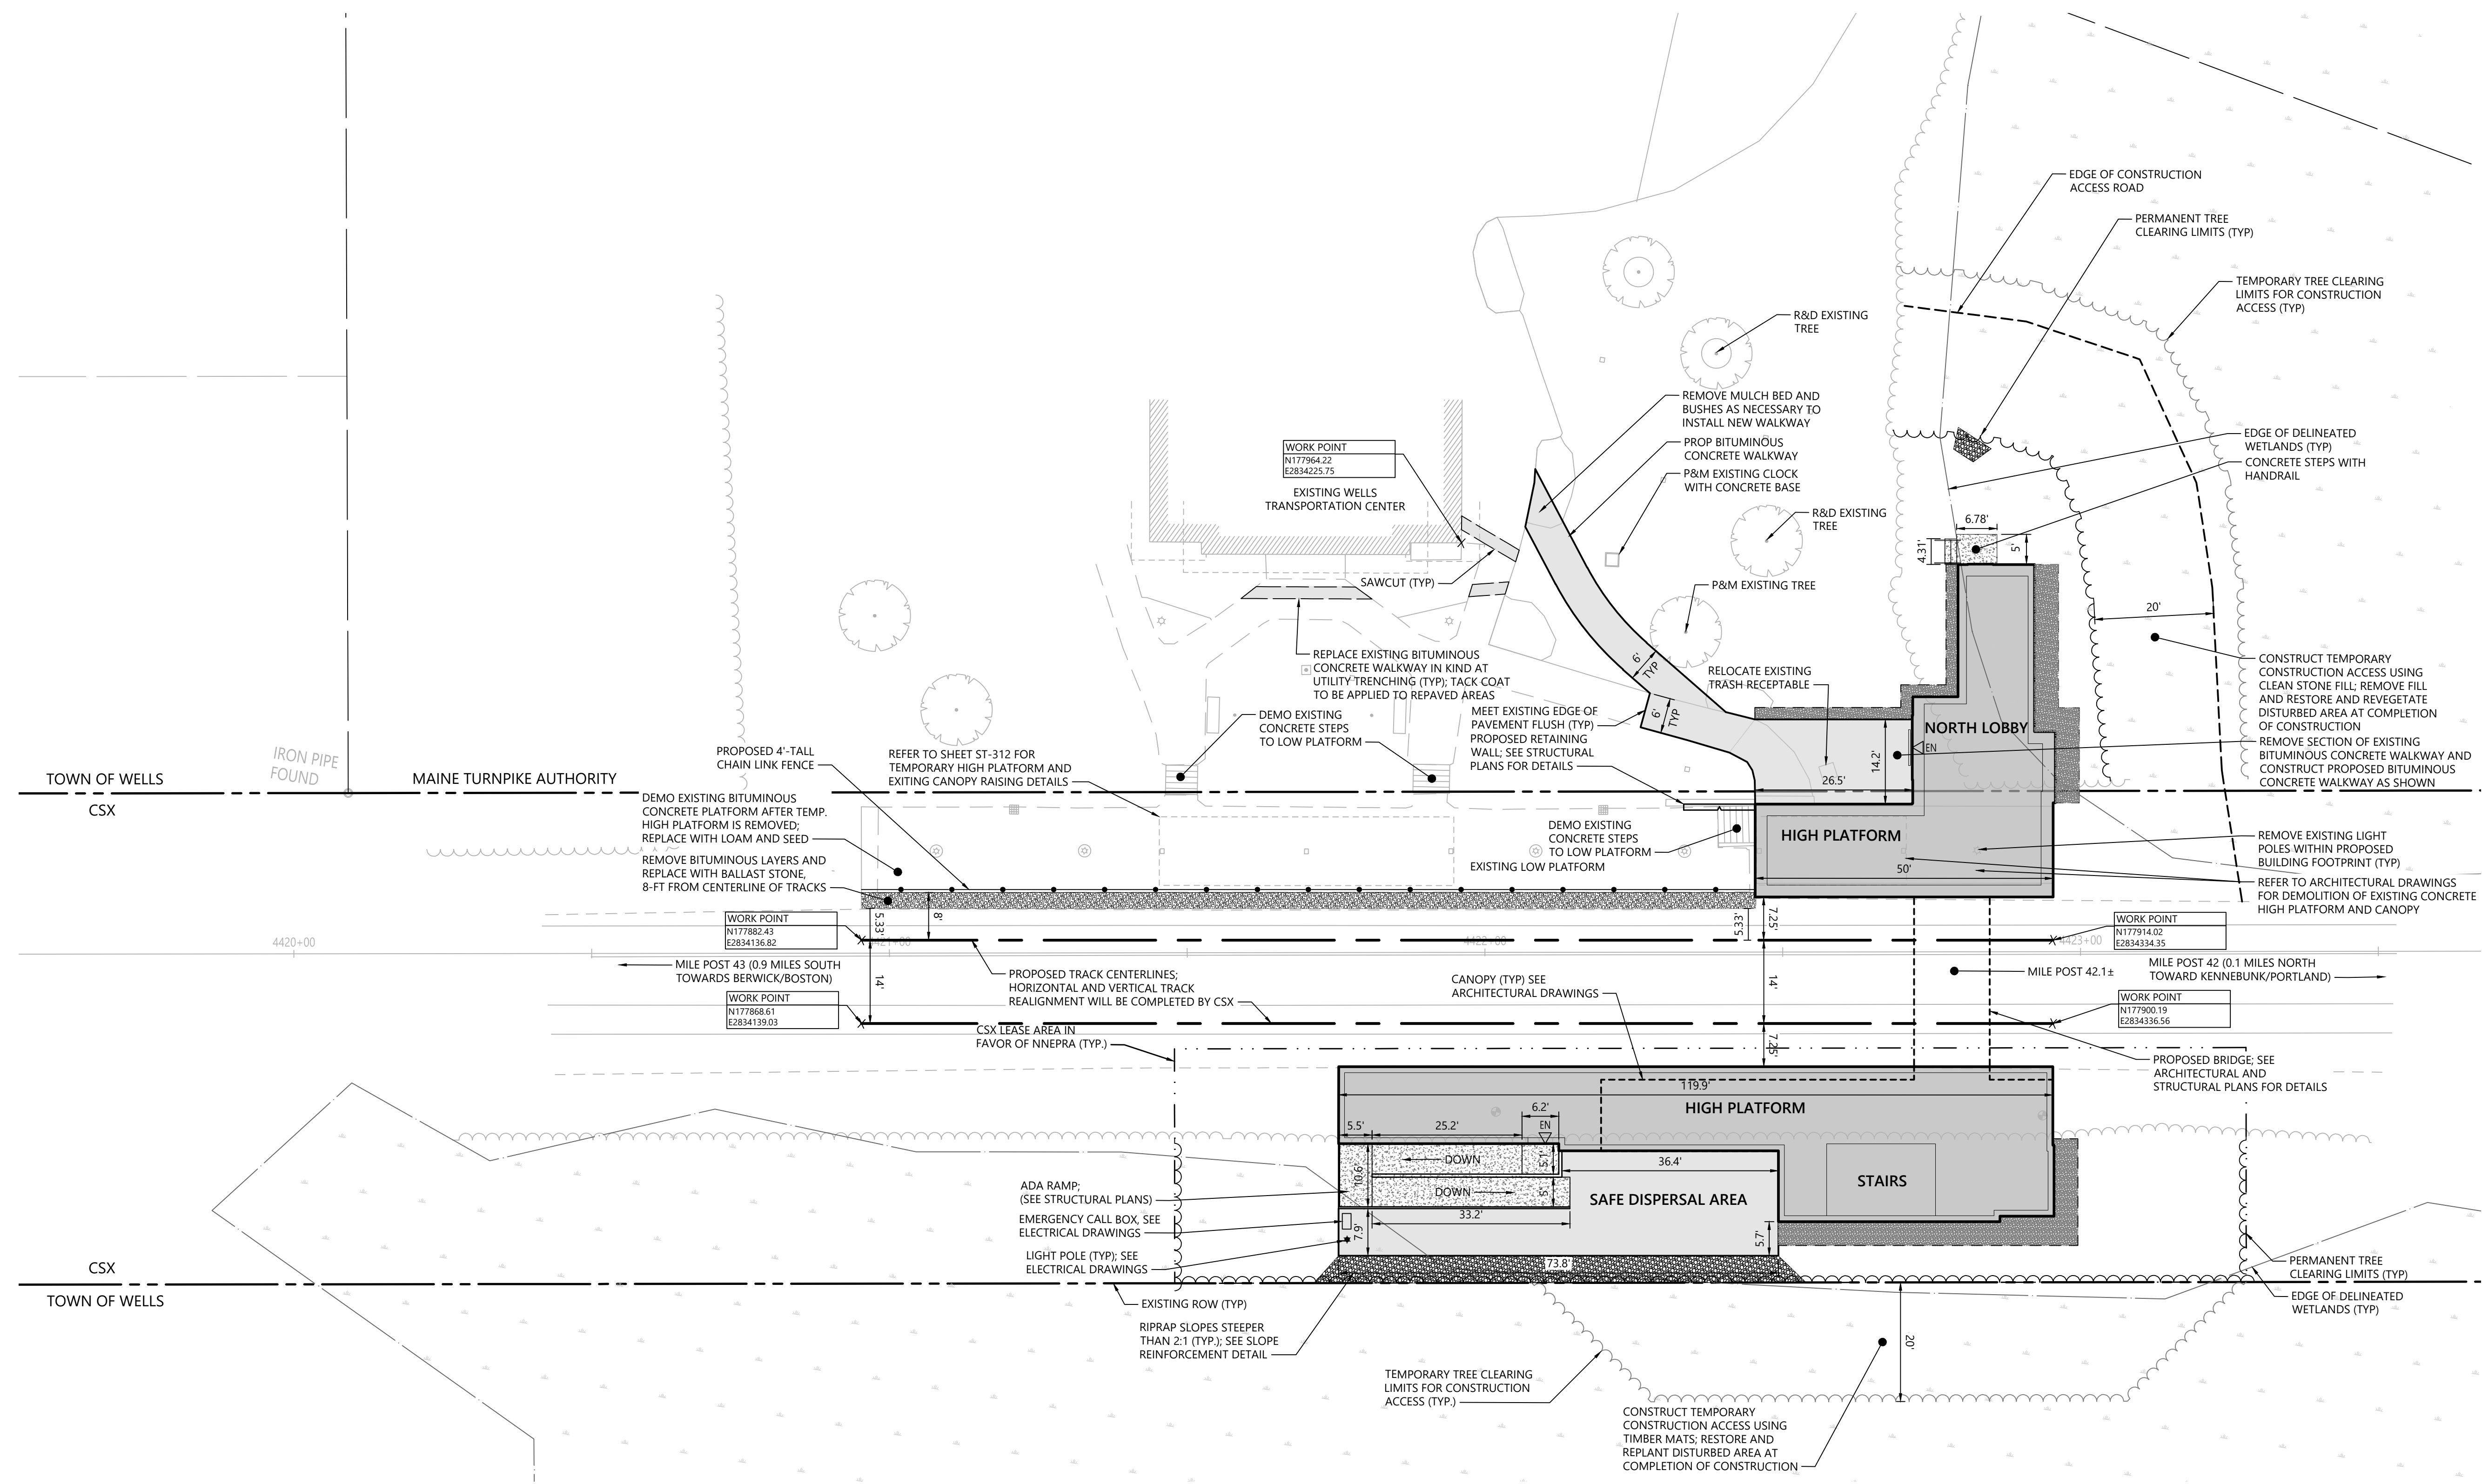 EDGE OF CONSTRUCTION
ACCESS ROAD
PERMANENT TREE
CLEARING LIMITS (TYP)
TEMPORARY TREE CLEARING
LIMITS FOR CONSTRUCTION
ACCESS (TYP)
R&D EXISTING
TREE
REMOVE MULCH BED AND
BUSHES AS NECESSARY TO
INSTALL NEW WALKWAY
PROP BITUMINOUS
CONCRETE WALKWAY
P&M EXISTING CLOCK
WITH CONCRETE BASE
WORK POINT
N177964.22
E2834225.75
EXISTING WELLS
TRANSPORTATION CENTER
R&D EXISTING
TREE
EDGE OF DELINEATED
WETLANDS (TYP)
CONCRETE STEPS WITH
HANDRAIL
6.78'
4.31'
5'
SAWCUT (TYP)
P&M EXISTING TREE
20'
REPLACE EXISTING BITUMINOUS
CONCRETE WALKWAY IN KIND AT
UTILITY TRENCHING (TYP); TACK COAT
TO BE APPLIED TO REPAVED AREAS
6'
TYP
6'
TYP
RELOCATE EXISTING
TRASH RECEPTABLE
CONSTRUCT TEMPORARY
CONSTRUCTION ACCESS USING
CLEAN STONE FILL; REMOVE FILL
AND RESTORE AND REVEGETATE
DISTURBED AREA AT COMPLETION
OF CONSTRUCTION
REMOVE SECTION OF EXISTING
BITUMINOUS CONCRETE WALKWAY AND
CONSTRUCT PROPOSED BITUMINOUS
CONCRETE WALKWAY AS SHOWN
DEMO EXISTING
CONCRETE STEPS
TO LOW PLATFORM
MEET EXISTING EDGE OF
PAVEMENT FLUSH (TYP)
PROPOSED RETAINING
WALL; SEE STRUCTURAL
PLANS FOR DETAILS
NORTH LOBBY
EN
14.2'
26.5'
IRON PIPE
FOUND
PROPOSED 4'-TALL
CHAIN LINK FENCE
REFER TO SHEET ST-312 FOR
TEMPORARY HIGH PLATFORM AND
EXITING CANOPY RAISING DETAILS
TOWN OF WELLS
MAINE TURNPIKE AUTHORITY
CSX
DEMO EXISTING BITUMINOUS
CONCRETE PLATFORM AFTER TEMP.
HIGH PLATFORM IS REMOVED;
REPLACE WITH LOAM AND SEED
REMOVE BITUMINOUS LAYERS AND
REPLACE WITH BALLAST STONE,
8-FT FROM CENTERLINE OF TRACKS
DEMO EXISTING
CONCRETE STEPS
TO LOW PLATFORM
EXISTING LOW PLATFORM
HIGH PLATFORM
50'
REMOVE EXISTING LIGHT
POLES WITHIN PROPOSED
BUILDING FOOTPRINT (TYP)
REFER TO ARCHITECTURAL DRAWINGS
FOR DEMOLITION OF EXISTING CONCRETE
HIGH PLATFORM AND CANOPY
WORK POINT
N177882.43
E2834136.82
5.33'
8'
5.33'
7.25'
WORK POINT
N177914.02
E2834334.35
4420+00
4421+00
4422+00
4423+00
MILE POST 43 (0.9 MILES SOUTH
TOWARDS BERWICK/BOSTON)
14'
PROPOSED TRACK CENTERLINES;
HORIZONTAL AND VERTICAL TRACK
REALIGNMENT WILL BE COMPLETED BY CSX
CANOPY (TYP) SEE
ARCHITECTURAL DRAWINGS
14'
MILE POST 42.1±
MILE POST 42 (0.1 MILES NORTH
TOWARD KENNEBUNK/PORTLAND)
WORK POINT
N177868.61
E2834139.03
WORK POINT
N177900.19
E2834336.56
CSX LEASE AREA IN
FAVOR OF NNEPRA (TYP.)
7.25'
PROPOSED BRIDGE; SEE
ARCHITECTURAL AND
STRUCTURAL PLANS FOR DETAILS
119.9'
HIGH PLATFORM
6.2'
5.5'
25.2'
EN
DOWN
5.1'
10.6'
36.4'
DOWN
5'
33.2'
SAFE DISPERSAL AREA
STAIRS
7.9'
5.7'
73.8'
ADA RAMP;
(SEE STRUCTURAL PLANS)
EMERGENCY CALL BOX, SEE
ELECTRICAL DRAWINGS
LIGHT POLE (TYP); SEE
ELECTRICAL DRAWINGS
CSX
TOWN OF WELLS
EXISTING ROW (TYP)
RIPRAP SLOPES STEEPER
THAN 2:1 (TYP.); SEE SLOPE
REINFORCEMENT DETAIL
PERMANENT TREE
CLEARING LIMITS (TYP)
EDGE OF DELINEATED
WETLANDS (TYP)
20'
TEMPORARY TREE CLEARING
LIMITS FOR CONSTRUCTION
ACCESS (TYP.)
CONSTRUCT TEMPORARY
CONSTRUCTION ACCESS USING
TIMBER MATS; RESTORE AND
REPLANT DISTURBED AREA AT
COMPLETION OF CONSTRUCTION